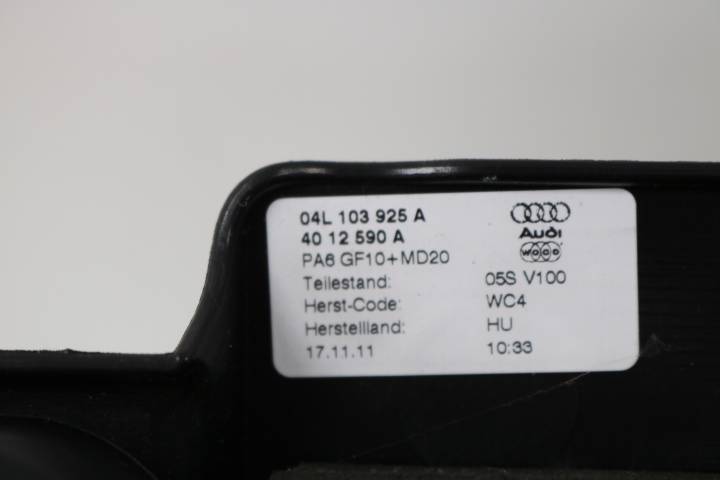 04L 103 925 A
40 12 590 A
PA6 GF10+MD20
Audi
Teilestand: 05S V100
Herst-Code: WC4
Herstellland: HU
17.11.11 10:33